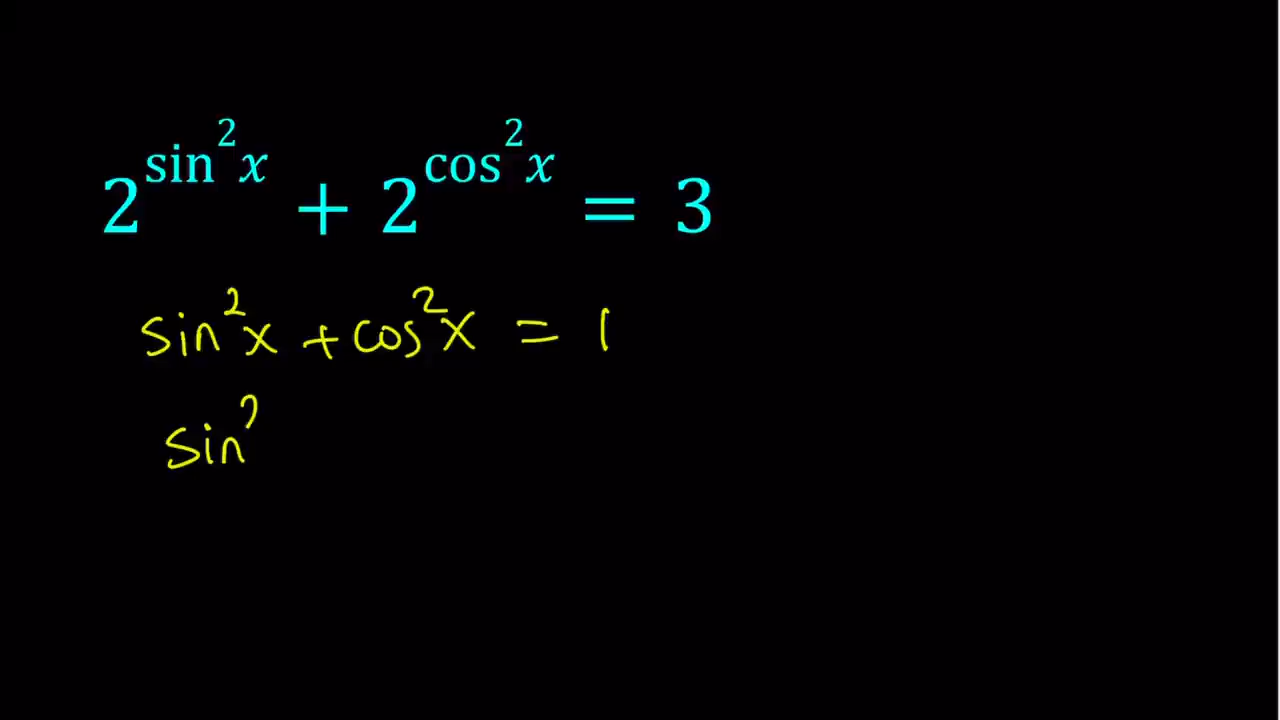 2^sin²x + 2^cos²x = 3
sin²x + cos²x = 1
sin²